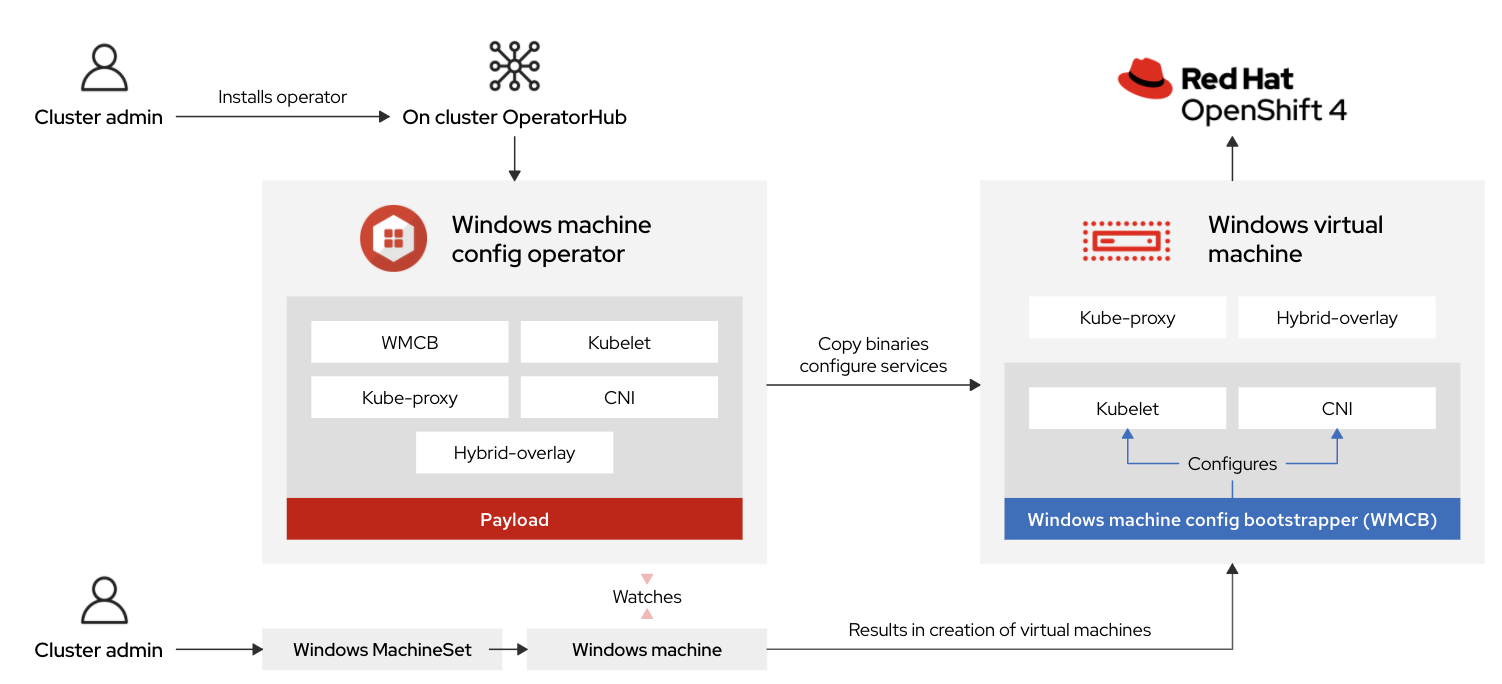 Cluster admin
Installs operator
On cluster OperatorHub
Red Hat
OpenShift 4
Windows machine
config operator
WMCB
Kubelet
Kube-proxy
CNI
Hybrid-overlay
Payload
Copy binaries
configure services
Windows virtual
machine
Kube-proxy
Hybrid-overlay
Kubelet
CNI
Configures
Windows machine config bootstrapper (WMCB)
Watches
Cluster admin
Windows MachineSet
Windows machine
Results in creation of virtual machines